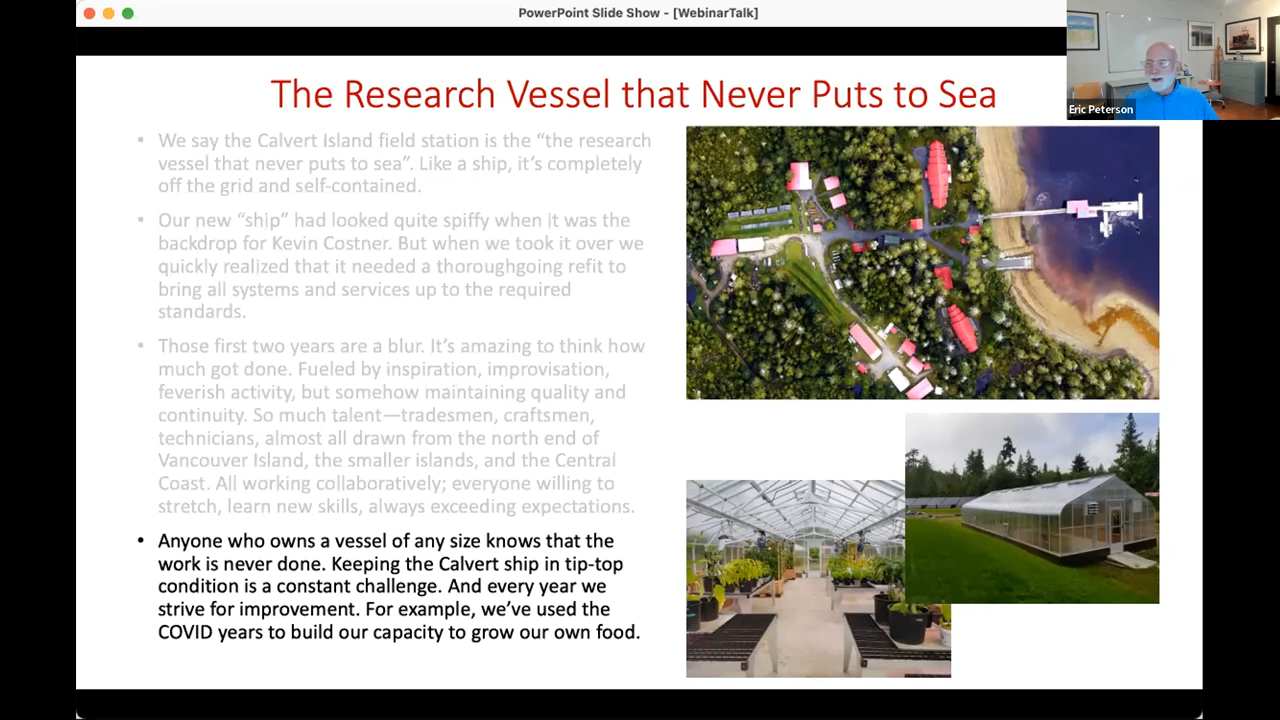 PowerPoint Slide Show - [WebinarTalk]
Eric Peterson
The Research Vessel that Never Puts to Sea
• We say the Calvert Island field station is the “the research
vessel that never puts to sea”. Like a ship, it’s completely
off the grid and self-contained.
• Our new “ship” had looked quite spiffy when it was the
backdrop for Kevin Costner. But when we took it over we
quickly realized that it needed a thoroughgoing refit to
bring all systems and services up to the required
standards.
• Those first two years are a blur. It’s amazing to think how
much got done. Fueled by inspiration, improvisation,
feverish activity, but somehow maintaining quality and
continuity. So much talent—tradesmen, craftsmen,
technicians, almost all drawn from the north end of
Vancouver Island, the smaller islands, and the Central
Coast. All working collaboratively; everyone willing to
stretch, learn new skills, always exceeding expectations.
• Anyone who owns a vessel of any size knows that the
work is never done. Keeping the Calvert ship in tip-top
condition is a constant challenge. And every year we
strive for improvement. For example, we’ve used the
COVID years to build our capacity to grow our own food.